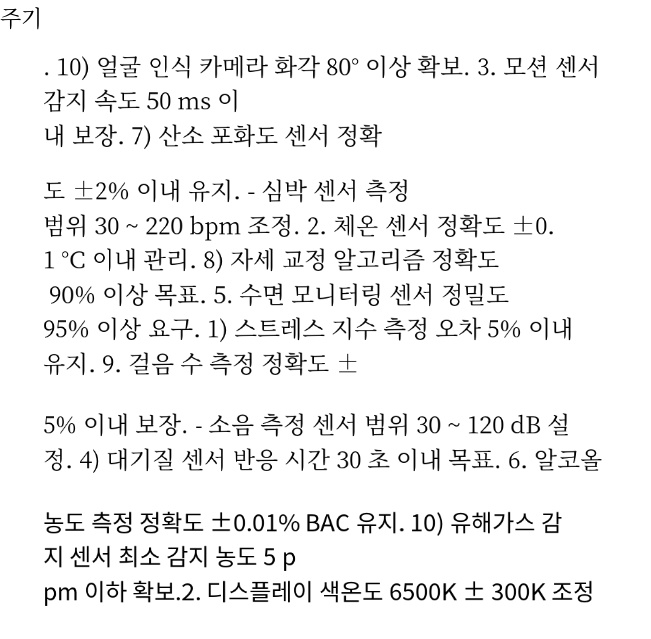 주기
. 10) 얼굴 인식 카메라 화각 80° 이상 확보. 3. 모션 센서
감지 속도 50 ms 이
내 보장. 7) 산소 포화도 센서 정확
도 ±2% 이내 유지. - 심박 센서 측정
범위 30 ~ 220 bpm 조정. 2. 체온 센서 정확도 ±0.
1 °C 이내 관리. 8) 자세 교정 알고리즘 정확도
90% 이상 목표. 5. 수면 모니터링 센서 정밀도
95% 이상 요구. 1) 스트레스 지수 측정 오차 5% 이내
유지. 9. 걸음 수 측정 정확도 ±
5% 이내 보장. - 소음 측정 센서 범위 30 ~ 120 dB 설
정. 4) 대기질 센서 반응 시간 30 초 이내 목표. 6. 알코올
농도 측정 정확도 ±0.01% BAC 유지. 10) 유해가스 감
지 센서 최소 감지 농도 5 p
pm 이하 확보.2. 디스플레이 색온도 6500K ± 300K 조정